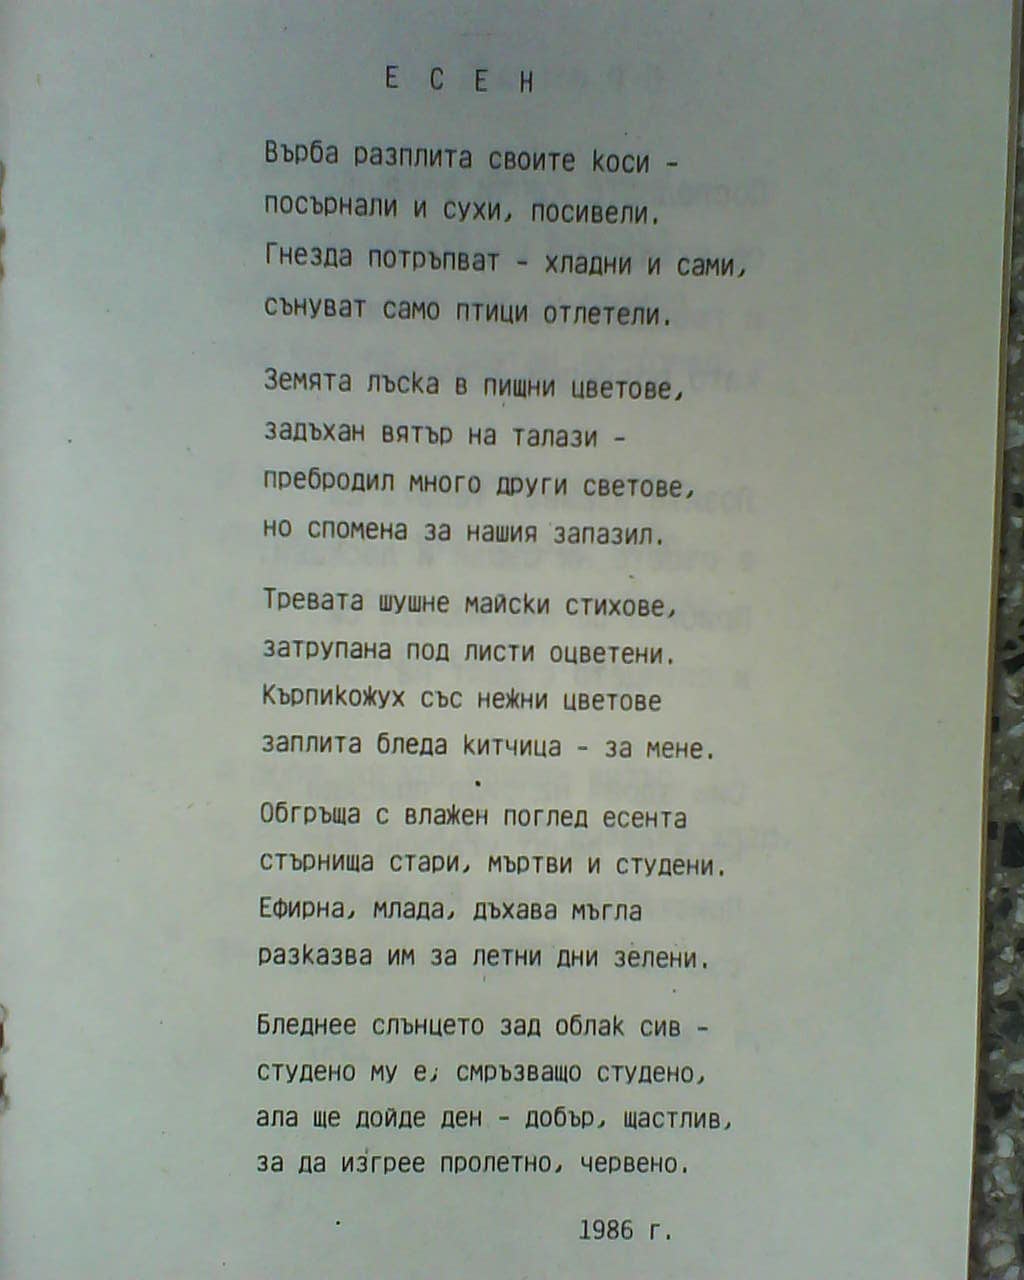 Е С Е Н
Върба разплита своите коси -
посърнали и сухи, посивели.
Гнезда потръпват - хладни и сами,
сънуват само птици отлетели.
Земята лъска в пищни цветове,
задъхан вятър на талази -
пребродил много други светове,
но спомена за нашия запазил.
Тревата шушне майски стихове,
затрупана под листи оцветени.
Кърпикожух със нежни цветове
заплита бледа китчица - за мене.
Обгръща с влажен поглед есента
стърнища стари, мъртви и студени.
Ефирна, млада, дъхава мъгла
разказва им за летни дни зелени.
Бледнее слънцето зад облак сив -
студено му е, смръзващо студено,
ала ще дойде ден - добър, щастлив,
за да изгрее пролетно, червено.
1986 г.